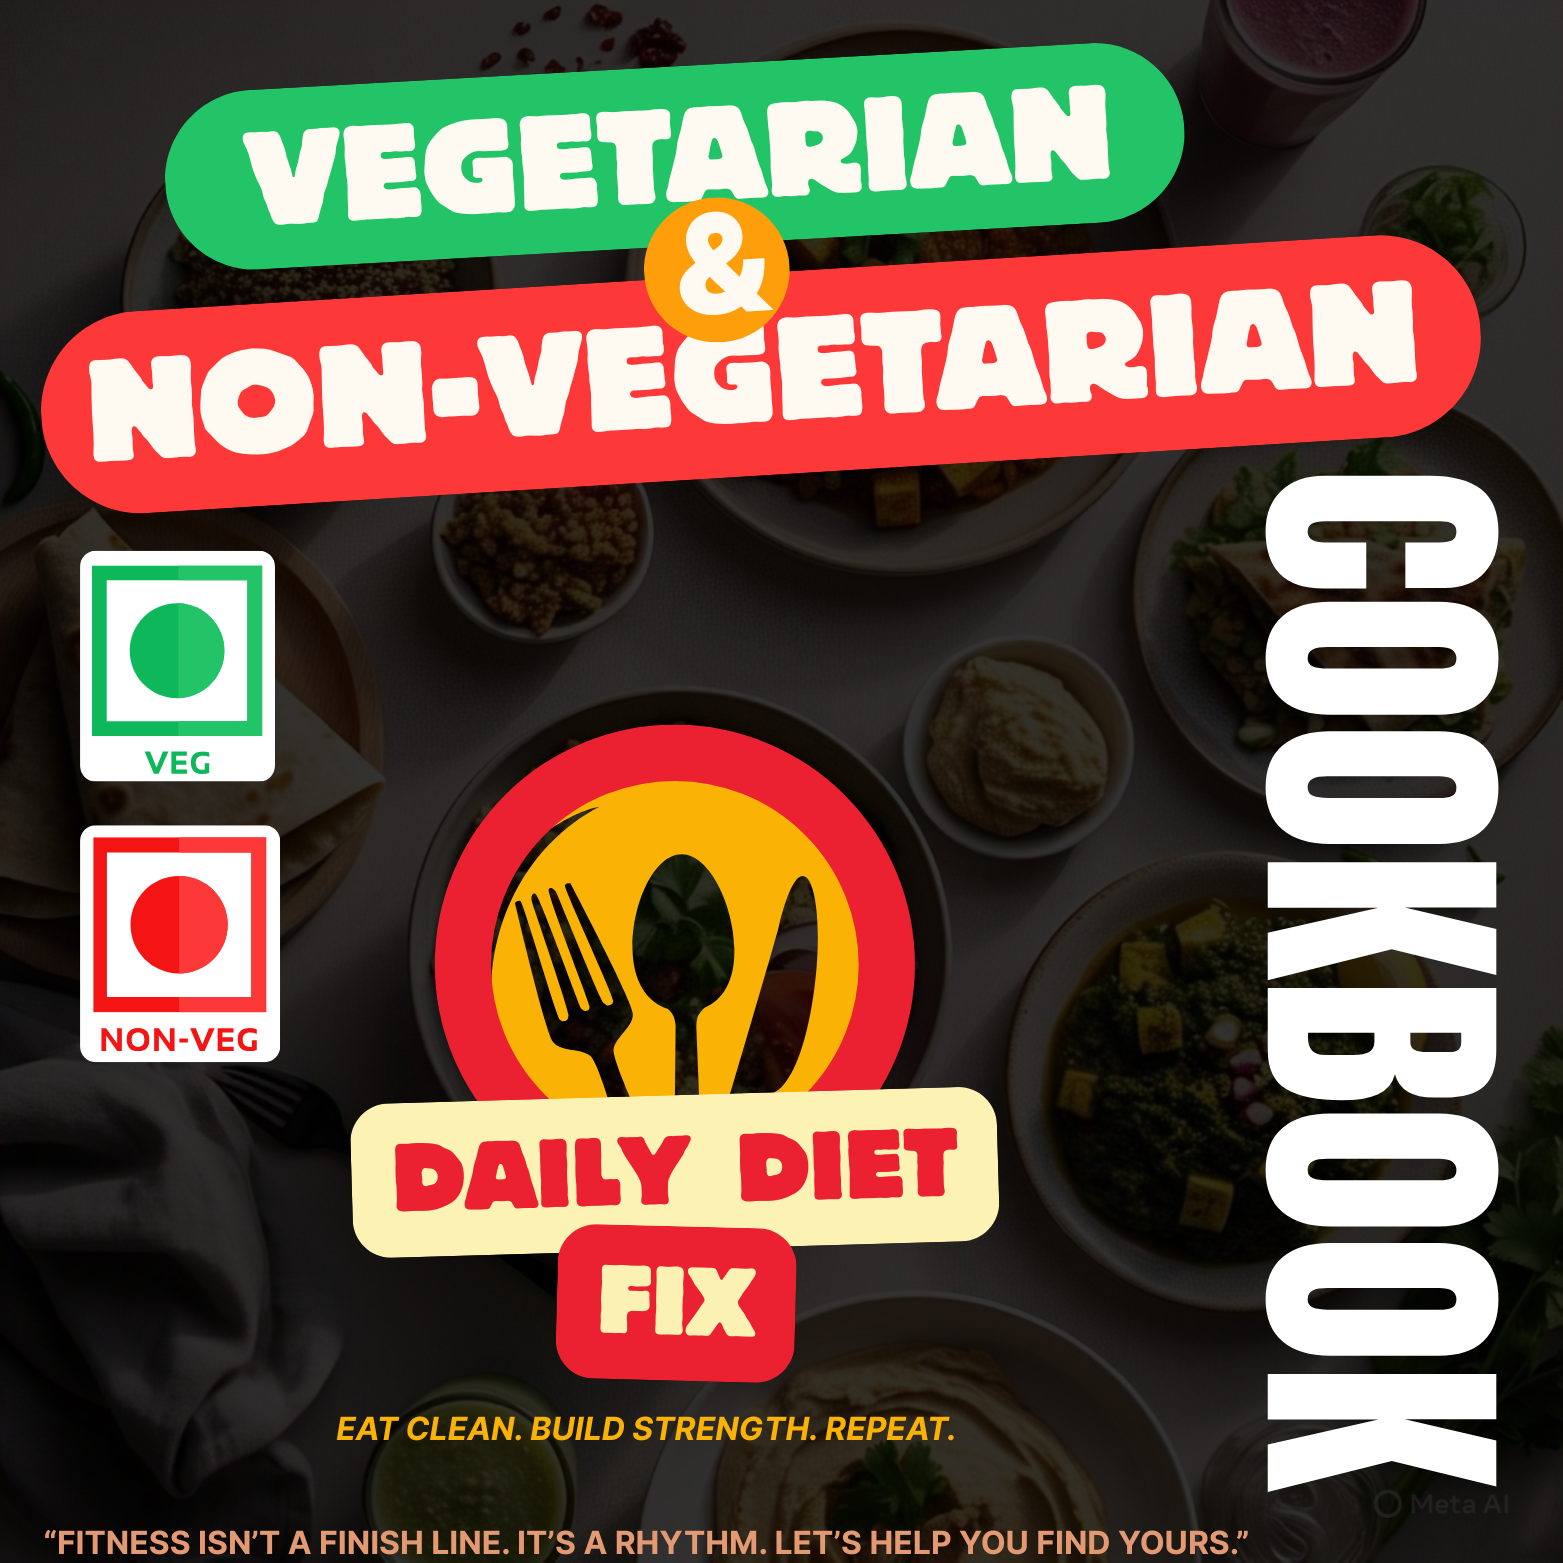 VEGETARIAN
&
NON-VEGETARIAN
COOKBOOK
VEG
NON-VEG
DAILY DIET
FIX
EAT CLEAN. BUILD STRENGTH. REPEAT.
Meta AI
“FITNESS ISN’T A FINISH LINE. IT’S A RHYTHM. LET’S HELP YOU FIND YOURS.”